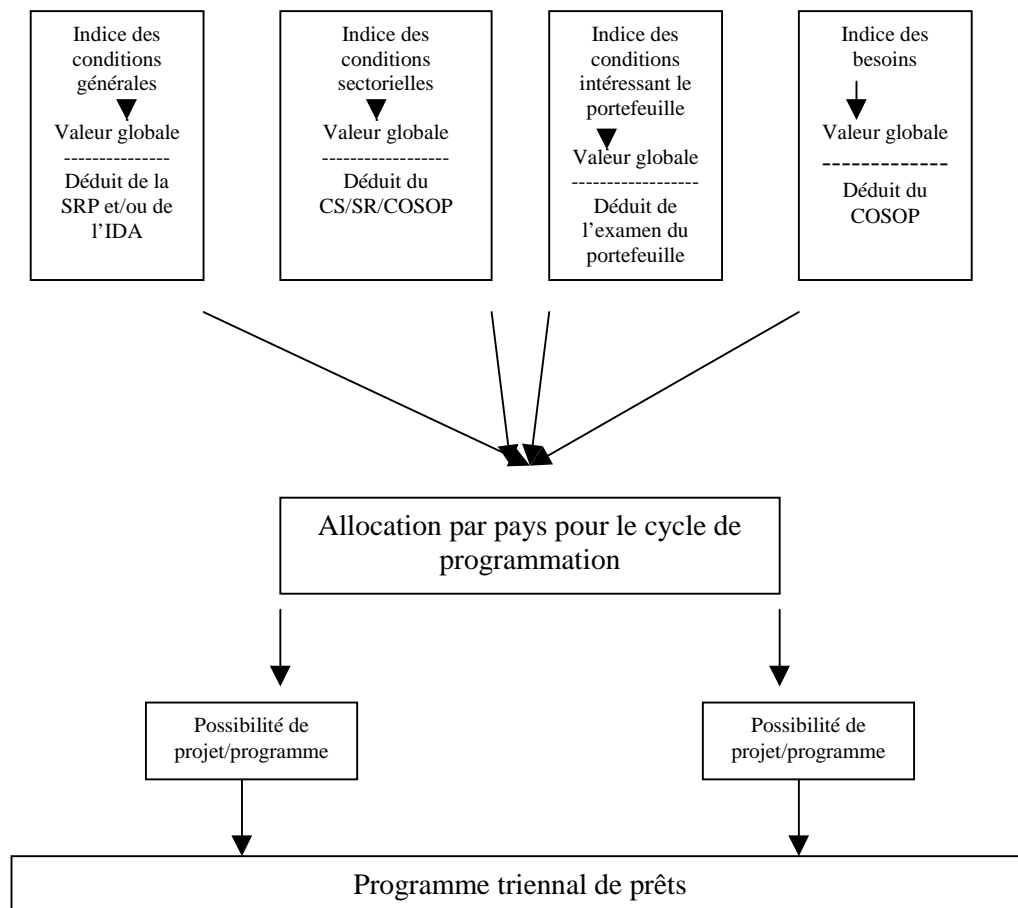 Indice des
conditions
générales
Valeur globale
----------------
Déduit de la
SRP et/ou de
l’IDA
Indice des
conditions
sectorielles
Valeur globale
-------------------
Déduit du
CS/SR/COSOP
Indice des
conditions
intéressant le
portefeuille
Valeur globale
-------------------
Déduit de
l’examen du
portefeuille
Indice des
besoins
Valeur globale
-------------
Déduit du
COSOP
Allocation par pays pour le cycle de
programmation
Possibilité de
projet/programme
Possibilité de
projet/programme
Programme triennal de prêts